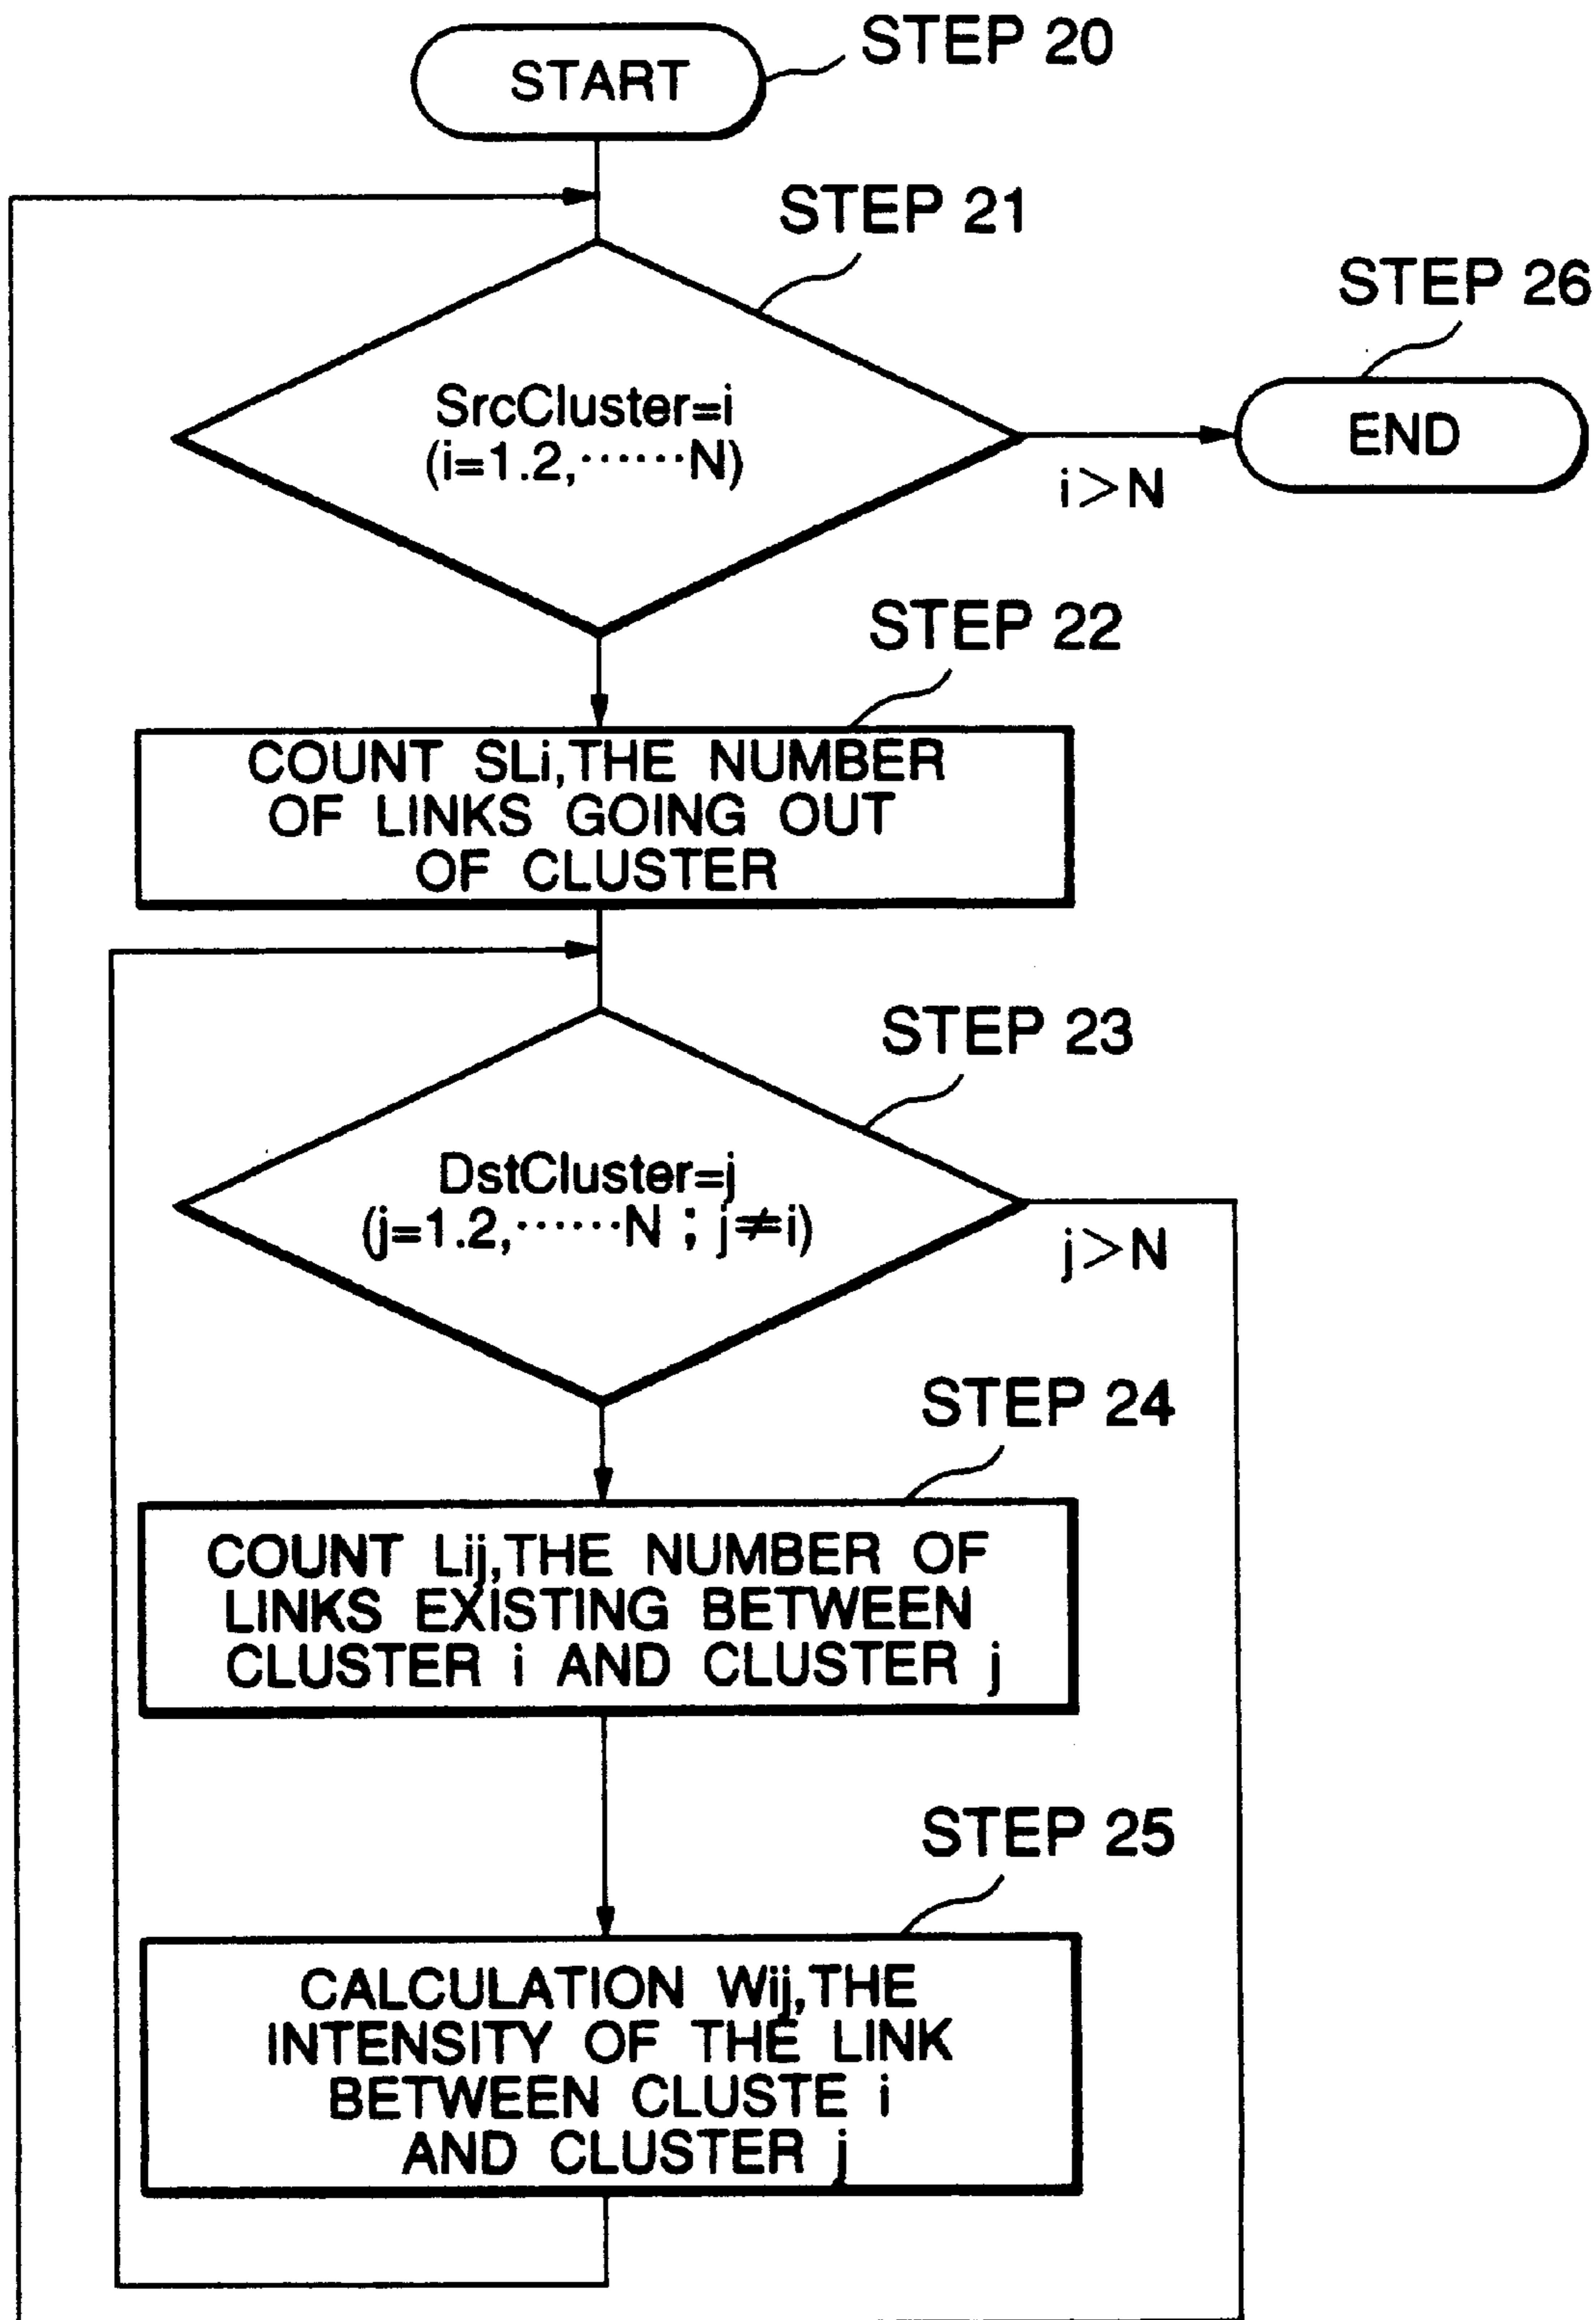 STEP 20
START
STEP 21
STEP 26
SrcCluster=i
(i=1.2,······N)
END
i>N
STEP 22
COUNT SLi,THE NUMBER
OF LINKS GOING OUT
OF CLUSTER
STEP 23
DstCluster=j
(j=1.2,······N ; j≠i)
j>N
STEP 24
COUNT Lij,THE NUMBER OF
LINKS EXISTING BETWEEN
CLUSTER i AND CLUSTER j
STEP 25
CALCULATION Wij,THE
INTENSITY OF THE LINK
BETWEEN CLUSTE i
AND CLUSTER j